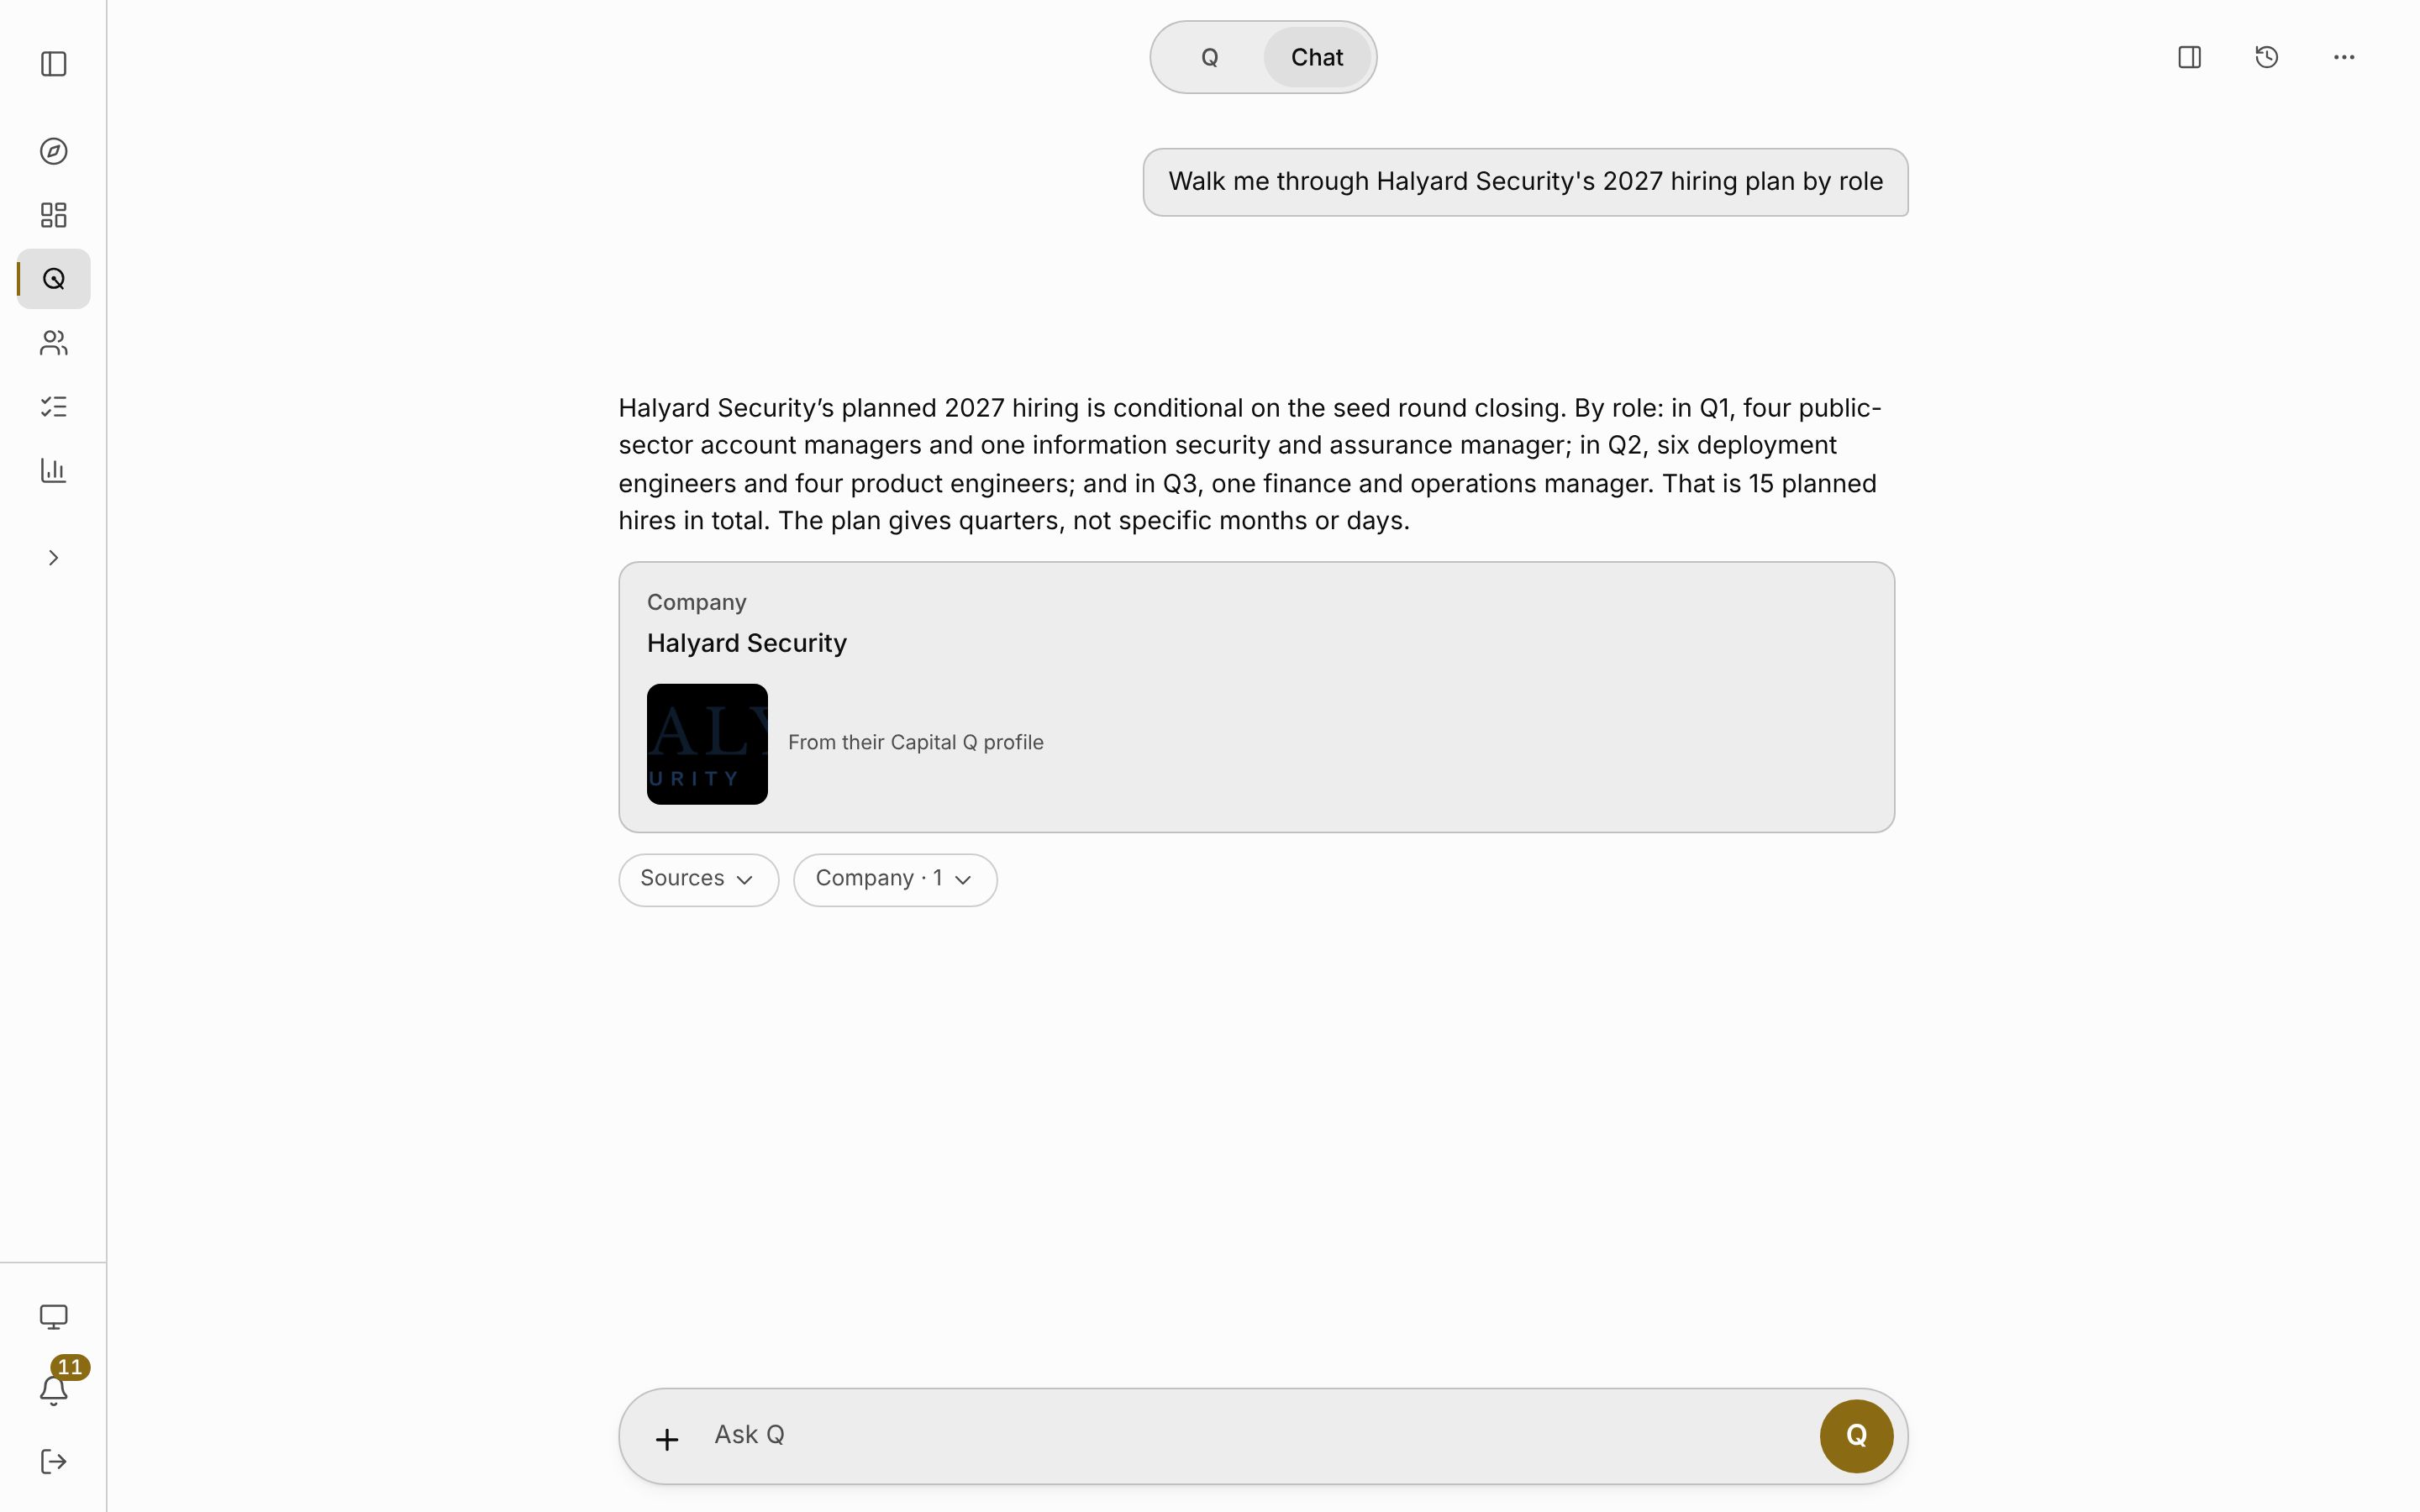 Q
Chat
Walk me through Halyard Security's 2027 hiring plan by role
Halyard Security’s planned 2027 hiring is conditional on the seed round closing. By role: in Q1, four public-
sector account managers and one information security and assurance manager; in Q2, six deployment
engineers and four product engineers; and in Q3, one finance and operations manager. That is 15 planned
hires in total. The plan gives quarters, not specific months or days.
Company
Halyard Security
ALY
URITY
From their Capital Q profile
Sources
Company · 1
11
Ask Q
Q